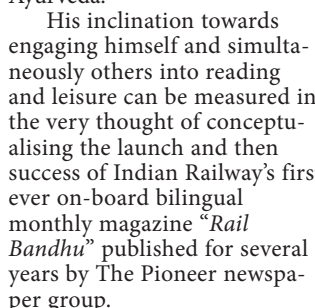 Ayurveda.
His inclination towards
engaging himself and simulta-
neously others into reading
and leisure can be measured in
the very thought of conceptu-
alising the launch and then
success of Indian Railway's firs
ever on-board bilingual
monthly magazine “Rail
Bandhu” published for several
years by The Pioneer newspa-
per group.